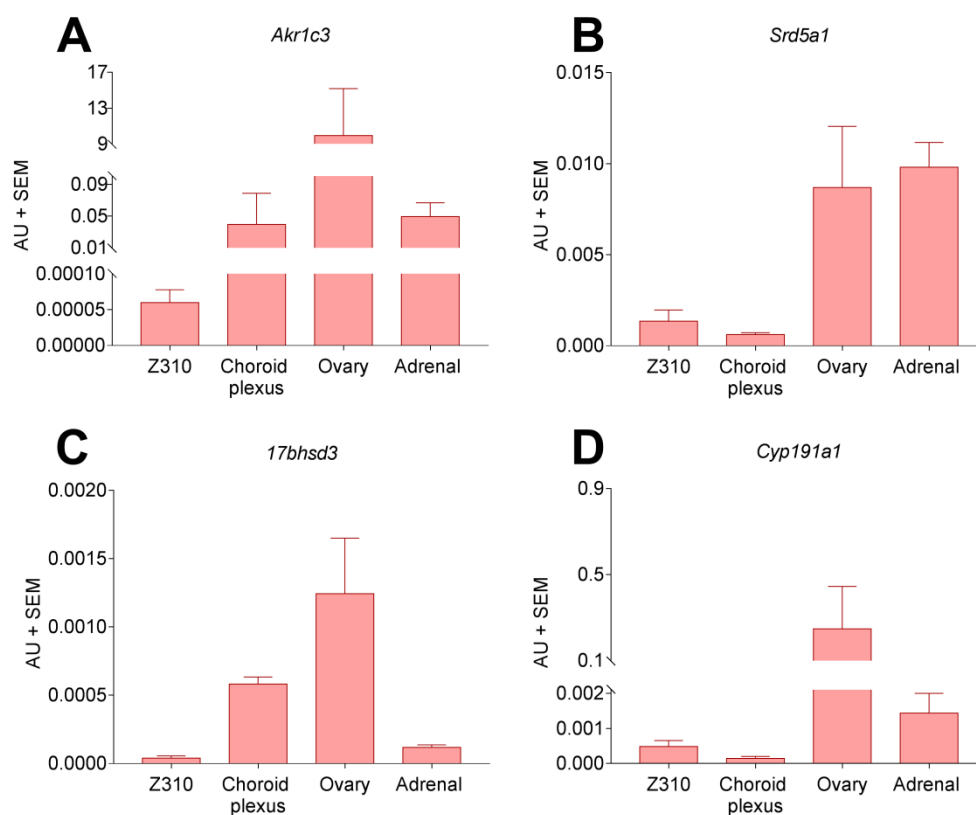 A
Akr1c3
AU + SEM
17
13
9
0.09
0.05
0.01
0.00010
0.00005
0.00000
Z310
Choroid
plexus
Ovary
Adrenal
B
Srd5a1
AU + SEM
0.015
0.010
0.005
0.000
Z310
Choroid
plexus
Ovary
Adrenal
C
17bhsd3
AU + SEM
0.0020
0.0015
0.0010
0.0005
0.0000
Z310
Choroid
plexus
Ovary
Adrenal
D
Cyp191a1
AU + SEM
0.9
0.5
0.1
0.002
0.001
0.000
Z310
Choroid
plexus
Ovary
Adrenal